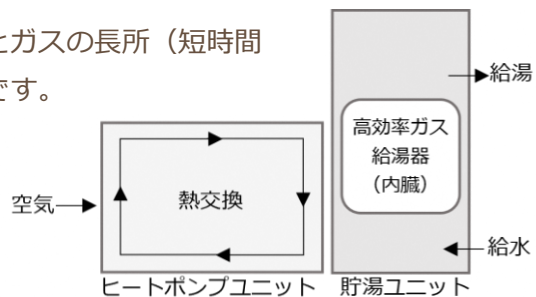 とガスの長所（短時間
です。
給湯
高効率ガス
給湯器
（内臓）
熱交換
空気
給水
ヒートポンプユニット
貯湯ユニット